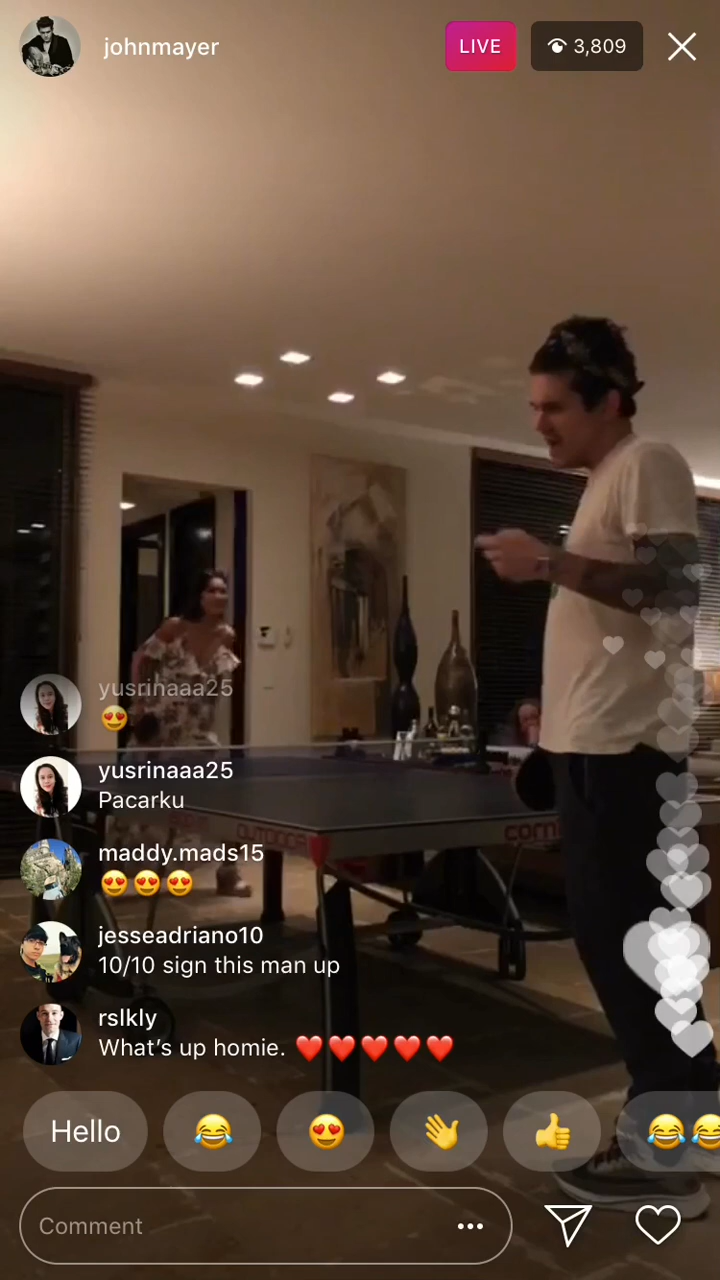 johnmayer
LIVE
3,809
yusrinaaa25
😍
yusrinaaa25
Pacarku
maddy.mads15
😍😍😍
OUTDOOR
jesseadriano10
10/10 sign this man up
rslkly
What's up homie. ❤️❤️❤️❤️❤️
Hello 😂 😍 👋 👍 😂😂
Comment